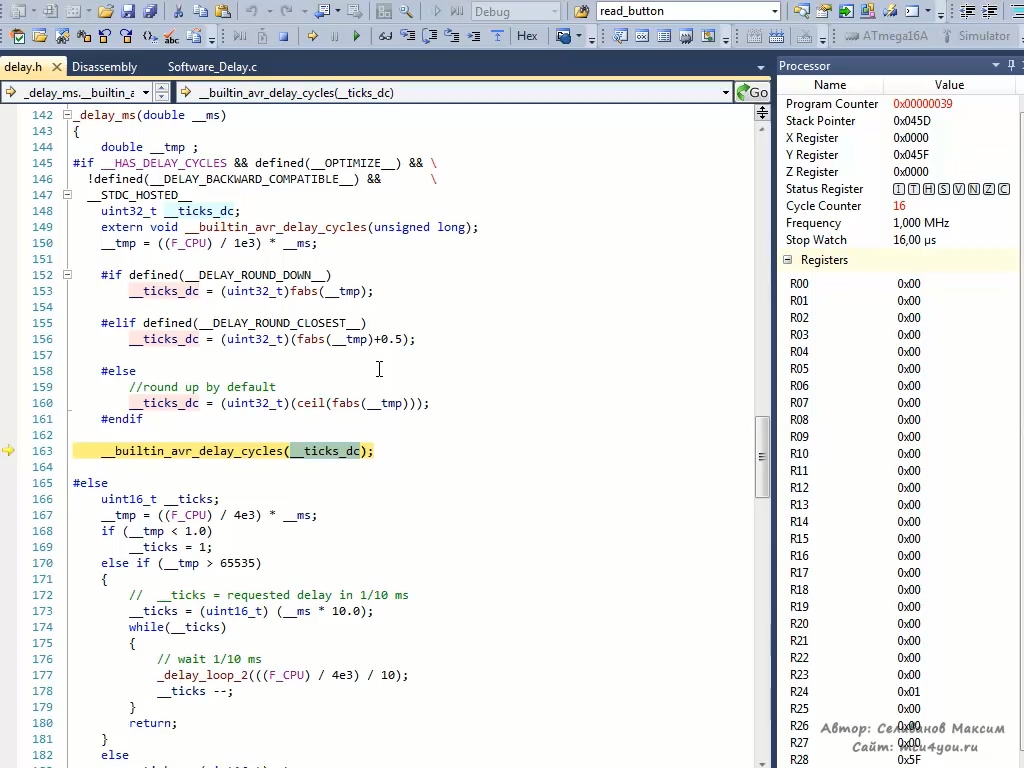 Debug
read_button
Hex
ATmega16A
Simulator
delay.h
Disassembly
Software_Delay.c
_delay_ms.__builtin_a
__builtin_avr_delay_cycles(__ticks_dc)
Go
142 _delay_ms(double __ms)
143 {
144 double __tmp ;
145 #if __HAS_DELAY_CYCLES && defined(__OPTIMIZE__) && \
146 !defined(__DELAY_BACKWARD_COMPATIBLE__) && \
147 __STDC_HOSTED__
148 uint32_t __ticks_dc;
149 extern void __builtin_avr_delay_cycles(unsigned long);
150 __tmp = ((F_CPU) / 1e3) * __ms;
151
152 #if defined(__DELAY_ROUND_DOWN__)
153 __ticks_dc = (uint32_t)fabs(__tmp);
154
155 #elif defined(__DELAY_ROUND_CLOSEST__)
156 __ticks_dc = (uint32_t)(fabs(__tmp)+0.5);
157
158 #else
159 //round up by default
160 __ticks_dc = (uint32_t)(ceil(fabs(__tmp)));
161 #endif
162
163 __builtin_avr_delay_cycles(__ticks_dc);
164
165 #else
166 uint16_t __ticks;
167 __tmp = ((F_CPU) / 4e3) * __ms;
168 if (__tmp < 1.0)
169 __ticks = 1;
170 else if (__tmp > 65535)
171 {
172 // __ticks = requested delay in 1/10 ms
173 __ticks = (uint16_t) (__ms * 10.0);
174 while(__ticks)
175 {
176 // wait 1/10 ms
177 _delay_loop_2(((F_CPU) / 4e3) / 10);
178 __ticks --;
179 }
180 return;
181 }
182 else
Processor
Name Value
Program Counter 0x00000039
Stack Pointer 0x045D
X Register 0x0000
Y Register 0x045F
Z Register 0x0000
Status Register I T H S V N Z C
Cycle Counter 16
Frequency 1,000 MHz
Stop Watch 16,00 µs
Registers
R00 0x00
R01 0x00
R02 0x00
R03 0x00
R04 0x00
R05 0x00
R06 0x00
R07 0x00
R08 0x00
R09 0x00
R10 0x00
R11 0x00
R12 0x00
R13 0x00
R14 0x00
R15 0x00
R16 0x00
R17 0x00
R18 0x00
R19 0x00
R20 0x00
R21 0x00
R22 0x00
R23 0x00
R24 0x01
R25 0x00
R26 0x00
R27 0x00
R28 0x5F
Автор: Селиванов Максим
Сайт: mcu4you.ru